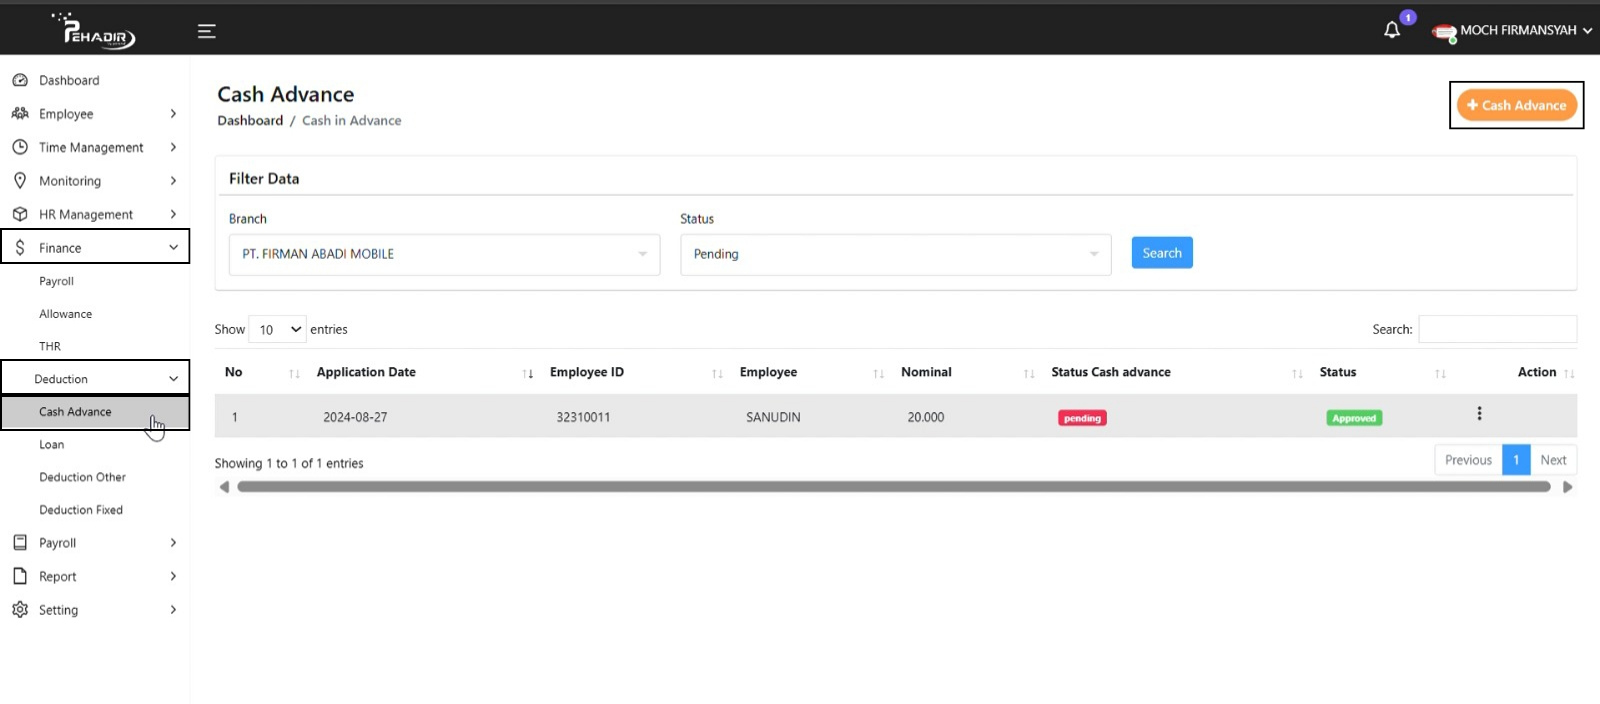 PEHADIR
1
MOCH FIRMANSYAH
Dashboard
Employee
Time Management
Monitoring
HR Management
Finance
Payroll
Allowance
THR
Deduction
Cash Advance
Loan
Deduction Other
Deduction Fixed
Payroll
Report
Setting
Cash Advance
Dashboard / Cash in Advance
+ Cash Advance
Filter Data
Branch Status
PT. FIRMAN ABADI MOBILE Pending Search
Show 10 entries Search:
No Application Date Employee ID Employee Nominal Status Cash advance Status Action
1 2024-08-27 32310011 SANUDIN 20.000 pending Approved
Showing 1 to 1 of 1 entries Previous 1 Next